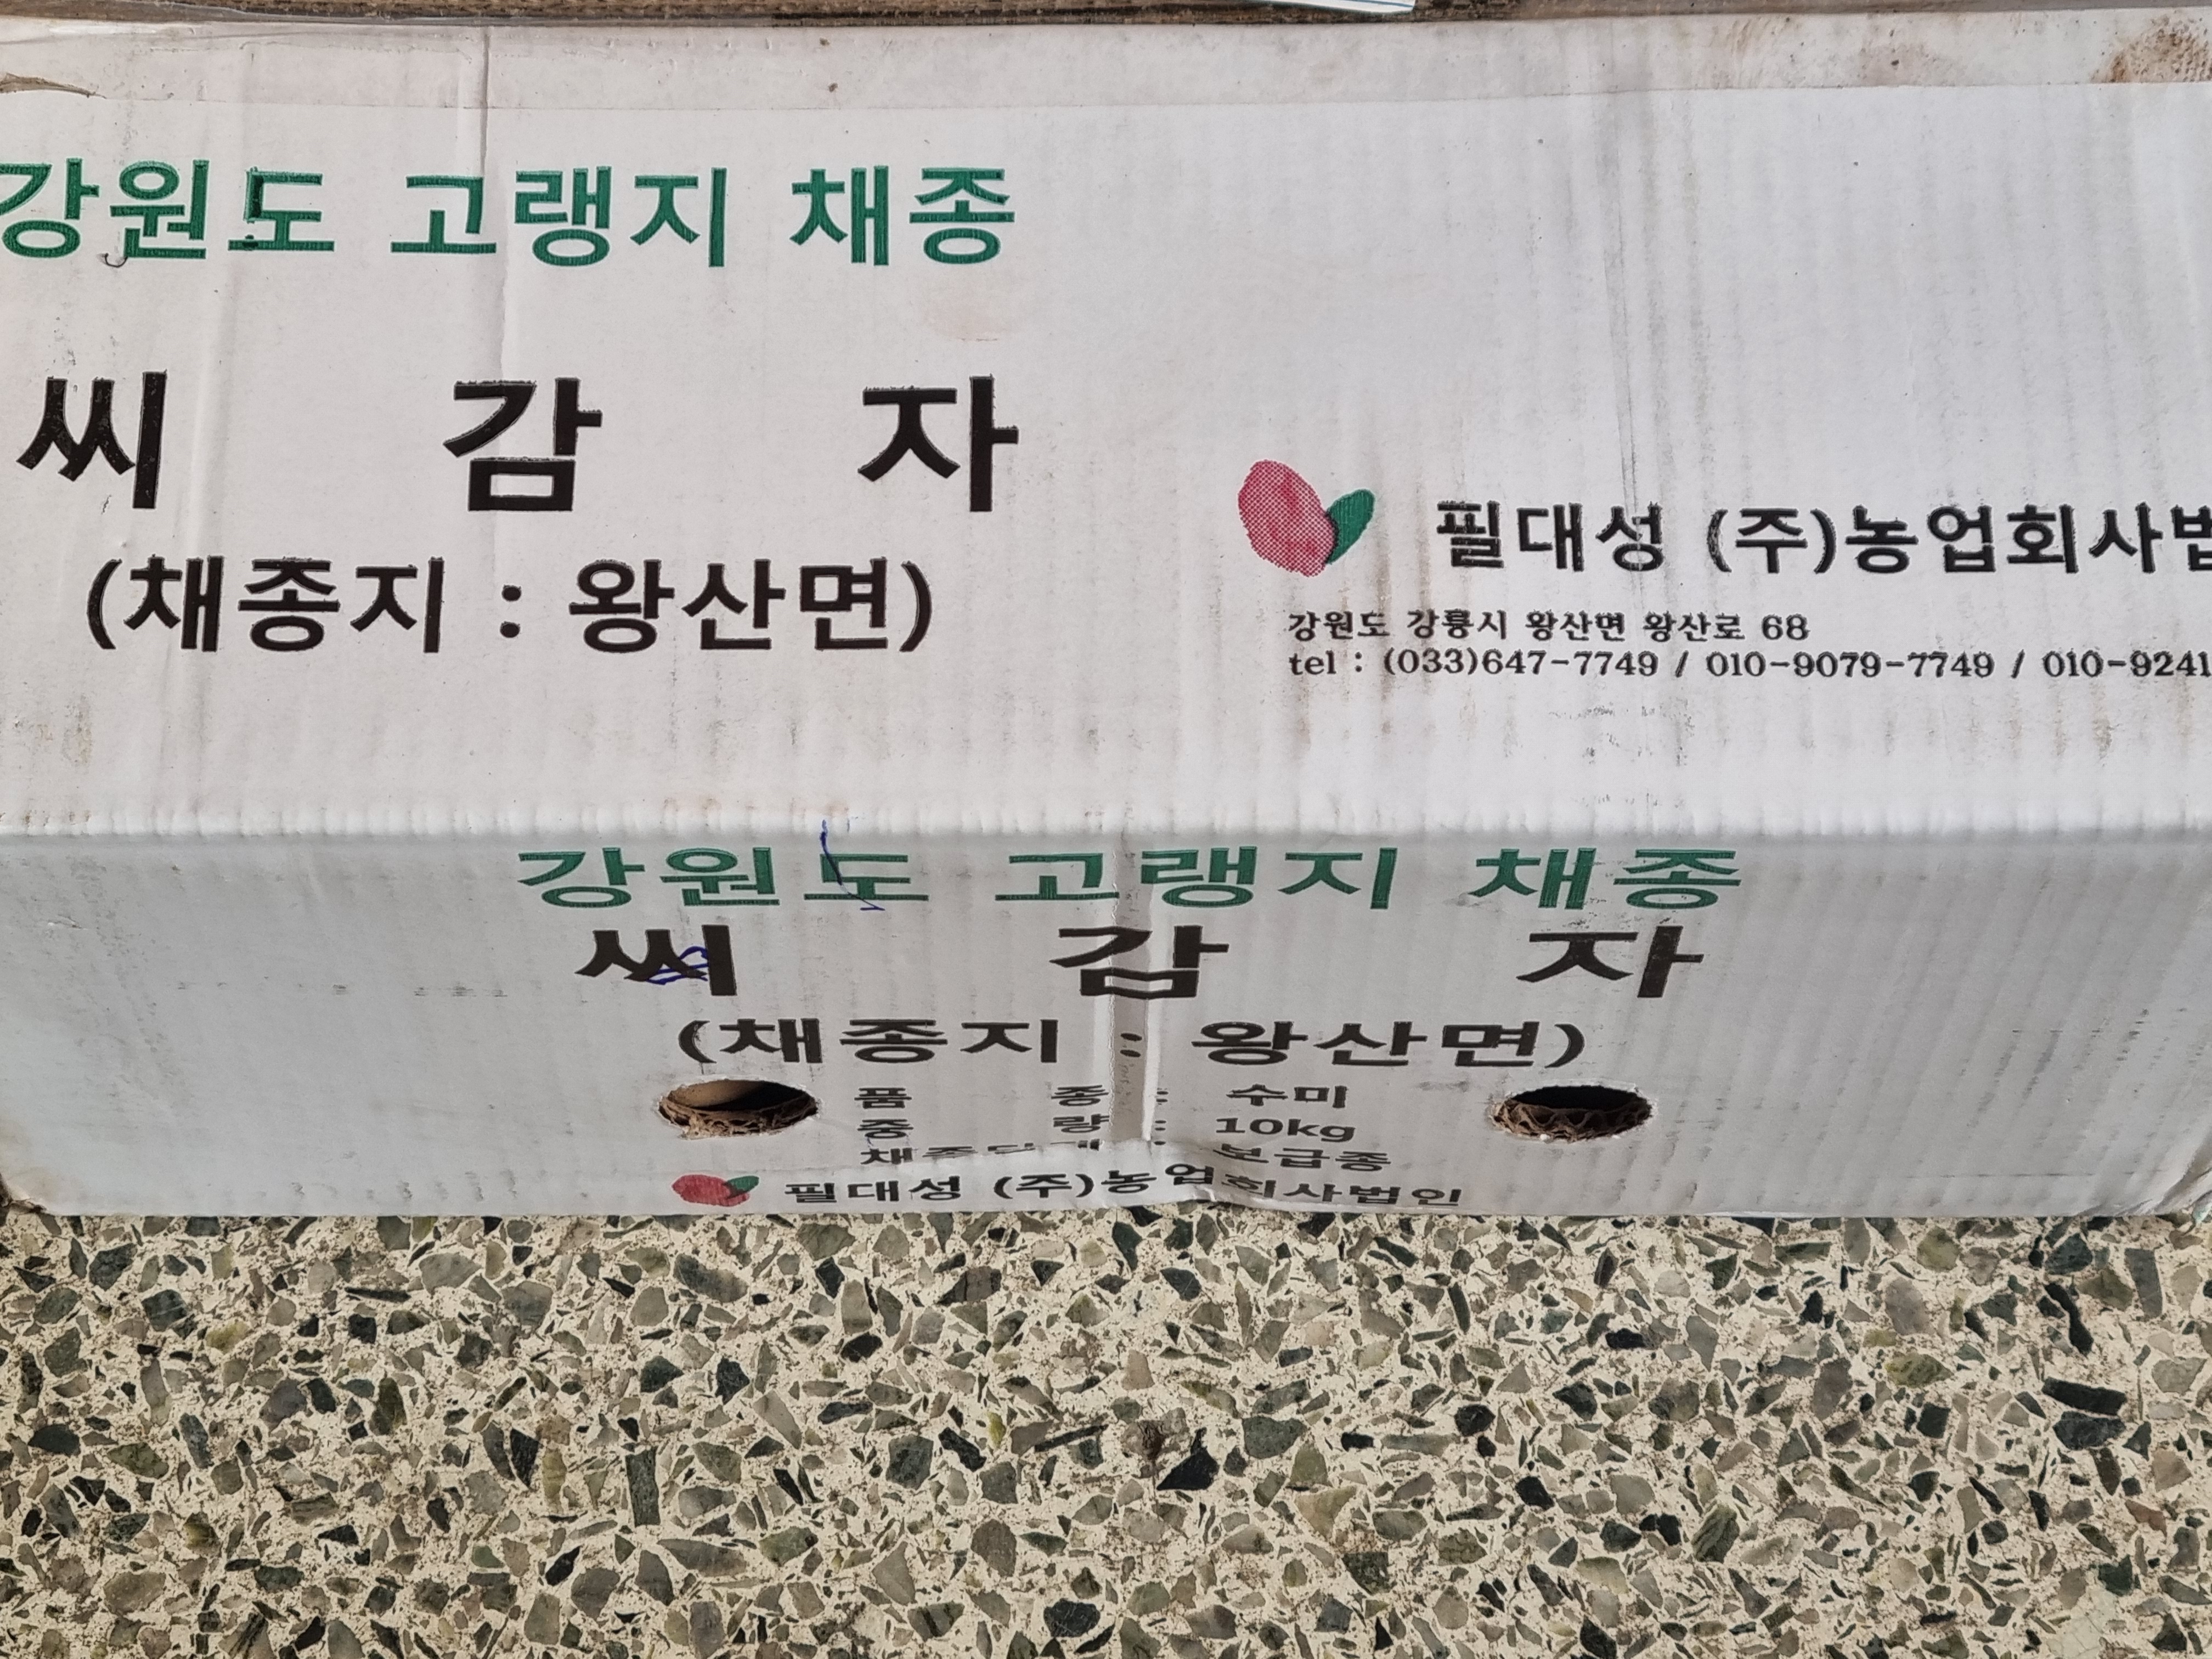 강원도 고랭지 채종
씨 감 자
(채종지 : 왕산면)
필대성 (주)농업회사법
강원도 강릉시 왕산면 왕산로 68
tel : (033)647-7749 / 010-9079-7749 / 010-9241
강원도 고랭지 채종
씨 감 자
(채종지 : 왕산면)
품 종 : 수미
중 량 : 10kg
채종단계 : 보급종
필대성 (주)농업회사법인